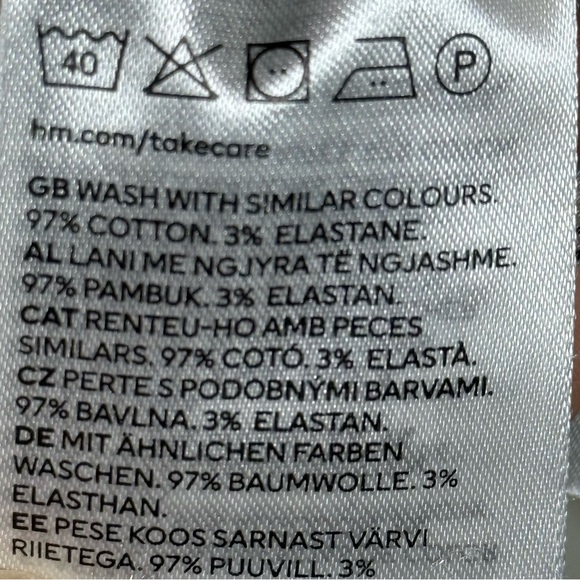 40
P
hm.com/takecare
GB WASH WITH SIMILAR COLOURS.
97% COTTON. 3% ELASTANE.
AL LANI ME NGJYRA TË NGJASHME.
97% PAMBUK. 3% ELASTAN.
CAT RENTEU-HO AMB PECES
SIMILARS. 97% COTÓ. 3% ELASTÀ.
CZ PERTE S PODOBNÝMI BARVAMI.
97% BAVLNA. 3% ELASTAN.
DE MIT ÄHNLICHEN FARBEN
WASCHEN. 97% BAUMWOLLE. 3%
ELASTHAN.
EE PESE KOOS SARNAST VÄRVI
RIIETEGA. 97% PUUVILL. 3%